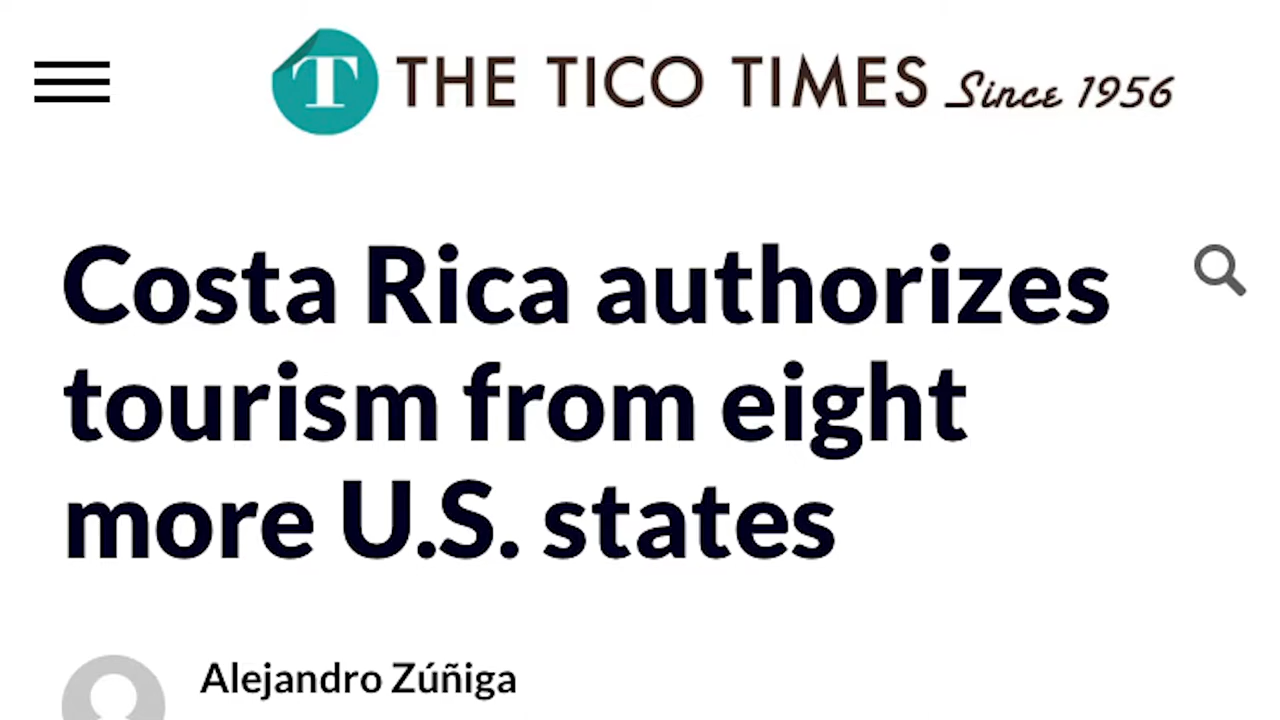 T THE TICO TIMES Since 1956
Costa Rica authorizes
tourism from eight
more U.S. states
Alejandro Zúñiga